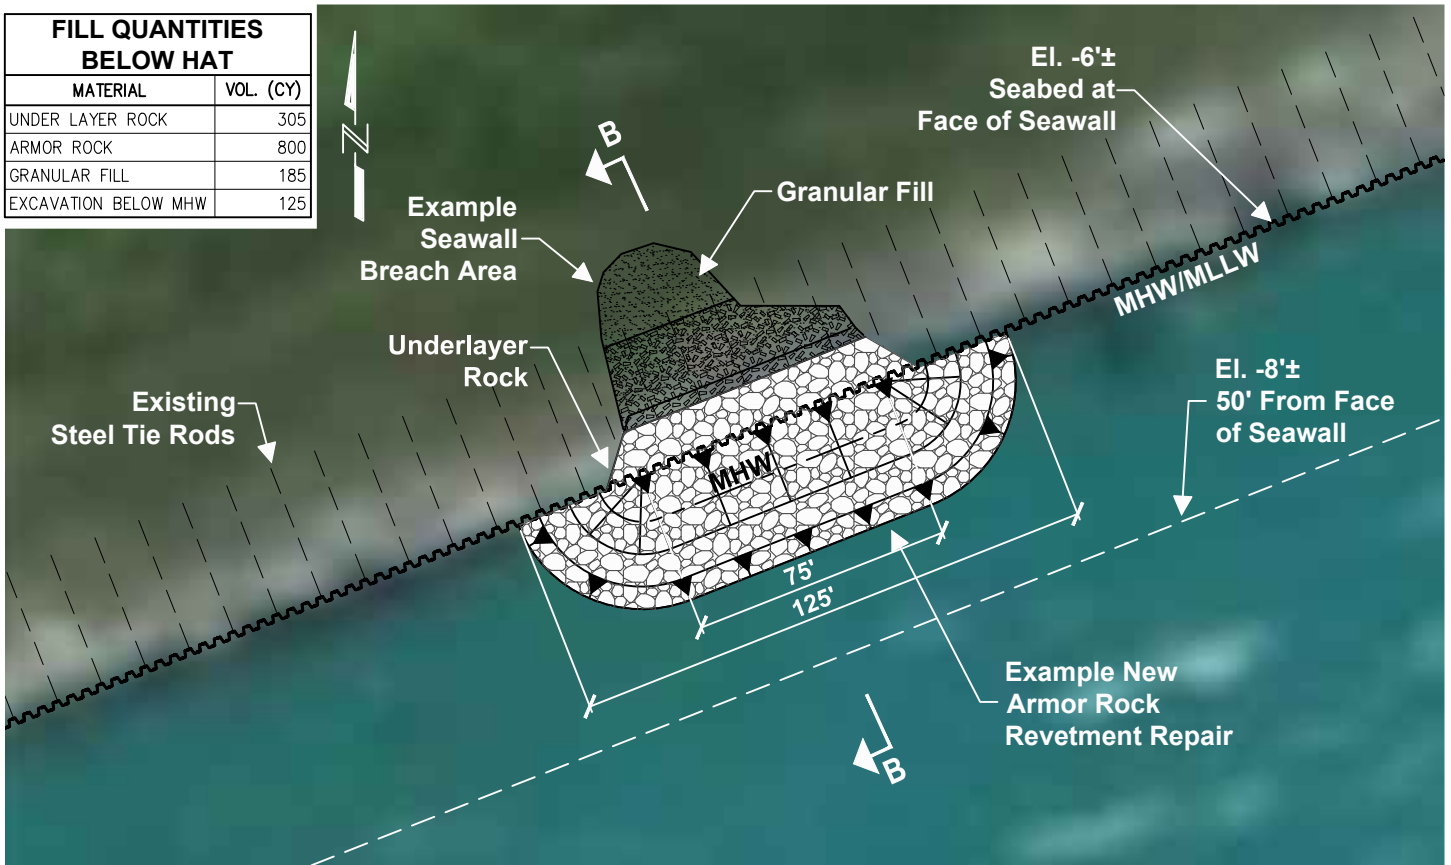 FILL QUANTITIES
BELOW HAT
MATERIAL VOL. (CY)
UNDER LAYER ROCK 305
ARMOR ROCK 800
GRANULAR FILL 185
EXCAVATION BELOW MHW 125
N
El. -6'±
Seabed at
Face of Seawall
B
Granular Fill
Example
Seawall
Breach Area
MHW/MLLW
Underlayer
Rock
El. -8'±
50' From Face
of Seawall
Existing
Steel Tie Rods
MHW
75'
125'
Example New
Armor Rock
Revetment Repair
B